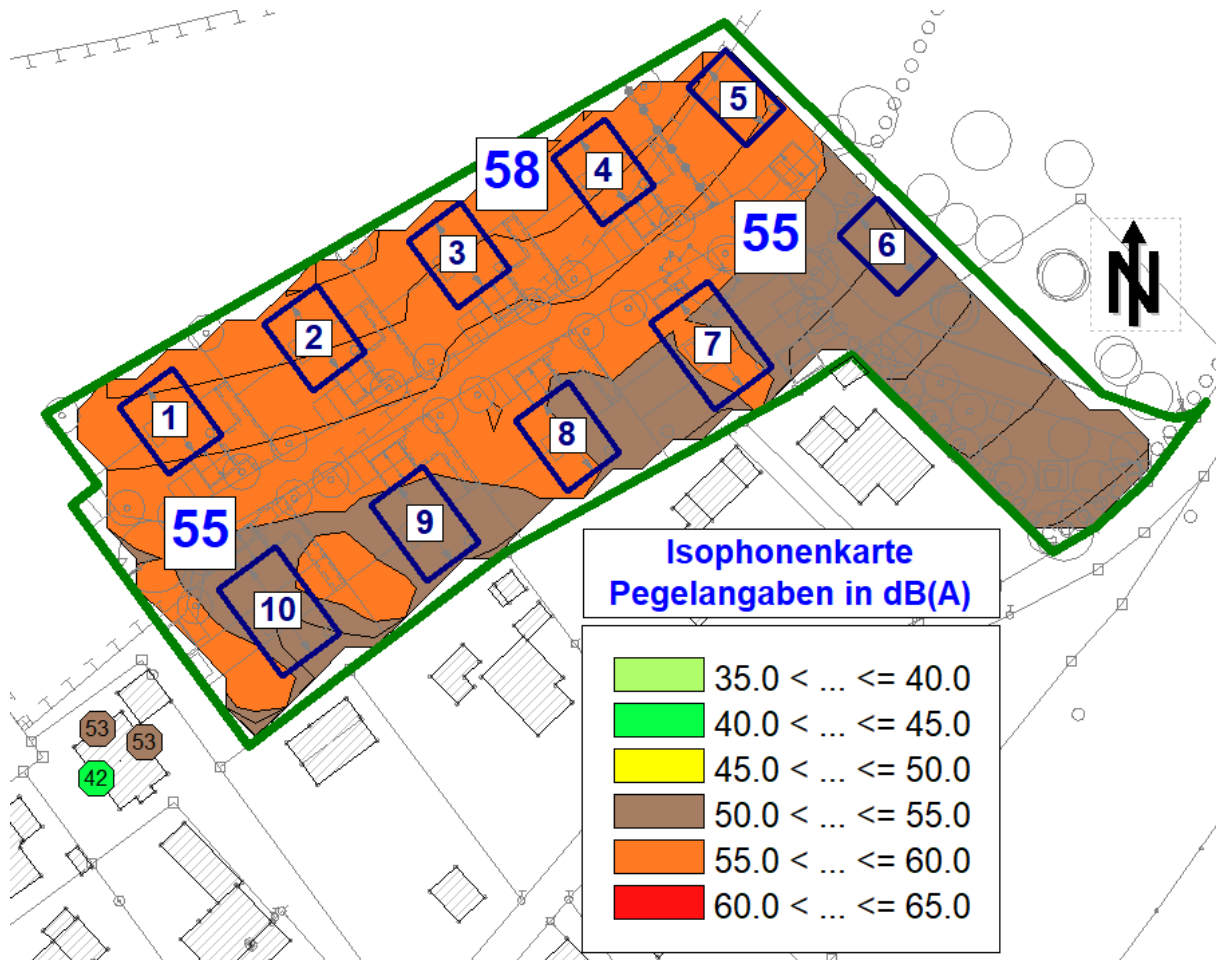 5
58
4
55
6
3
N
2
7
1
8
9
55
Isophonenkarte
Pegelangaben in dB(A)
10
35.0 < ... <= 40.0
40.0 < ... <= 45.0
45.0 < ... <= 50.0
50.0 < ... <= 55.0
55.0 < ... <= 60.0
60.0 < ... <= 65.0
53
53
42